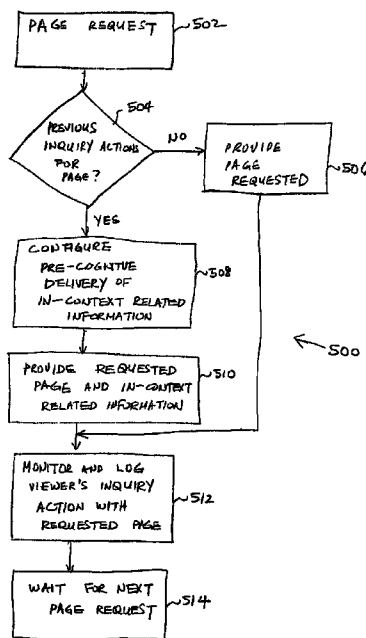 PAGE REQUEST
502
504
PREVIOUS
INQUIRY ACTIONS
FOR
PAGE?
NO
PROVIDE
PAGE
REQUESTED
506
YES
CONFIGURE
PRE-COGNITIVE
DELIVERY OF
IN-CONTEXT RELATED
INFORMATION
508
500
PROVIDE REQUESTED
PAGE AND IN-CONTEXT
RELATED INFORMATION
510
MONITOR AND LOG
VIEWER'S INQUIRY
ACTION WITH
REQUESTED PAGE
512
WAIT FOR NEXT
PAGE REQUEST
514